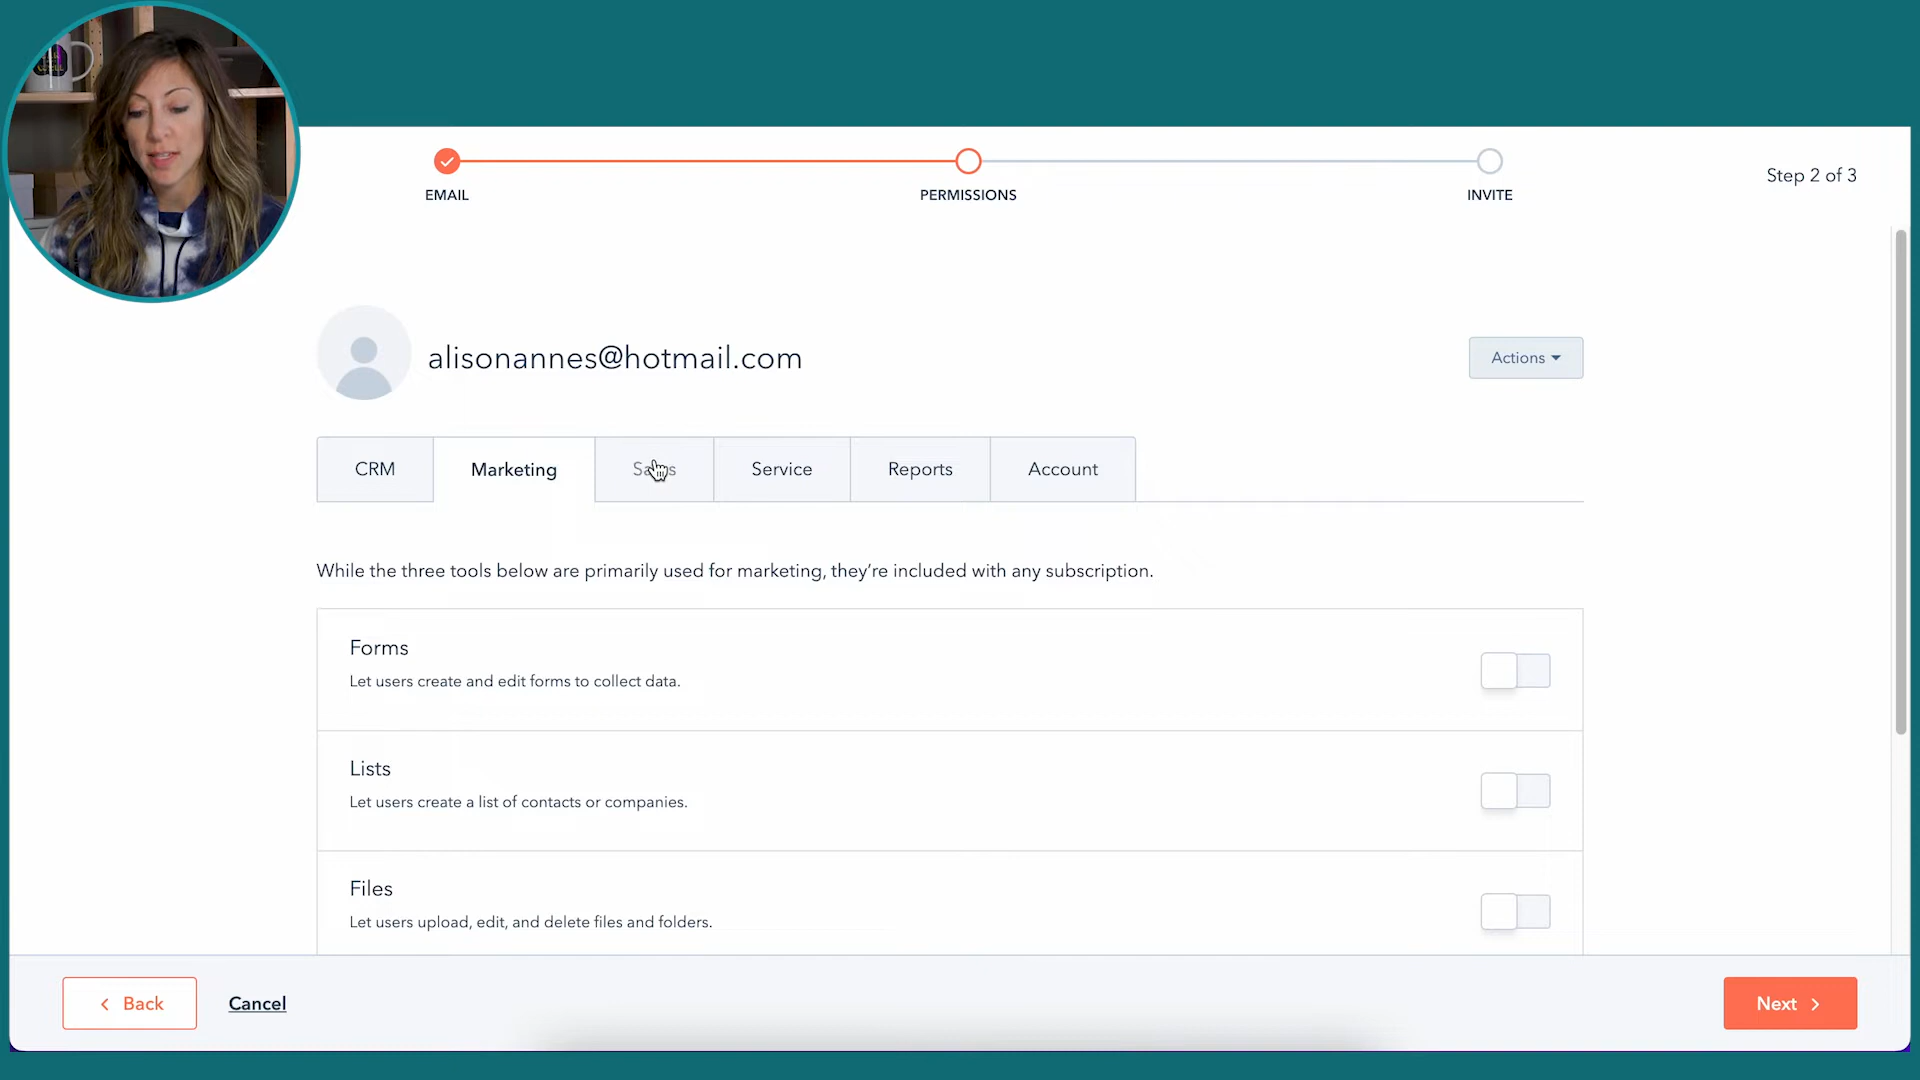 EMAIL
PERMISSIONS
INVITE
Step 2 of 3
alisonannes@hotmail.com
Actions
CRM
Marketing
Service
Reports
Account
While the three tools below are primarily used for marketing, they're included with any subscription.
Forms
Let users create and edit forms to collect data.
Lists
Let users create a list of contacts or companies.
Files
Let users upload, edit, and delete files and folders.
Back
Cancel
Next